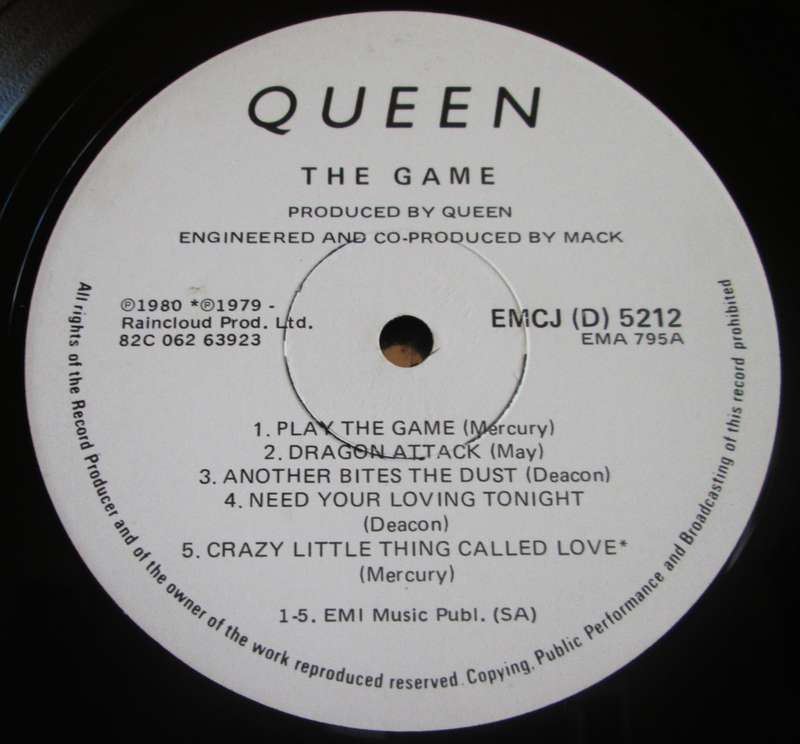 QUEEN
THE GAME
PRODUCED BY QUEEN
ENGINEERED AND CO-PRODUCED BY MACK
℗1980 *℗1979 -
Raincloud Prod. Ltd.
82C 062 63923
EMCJ (D) 5212
EMA 795A
1. PLAY THE GAME (Mercury)
2. DRAGON ATTACK (May)
3. ANOTHER BITES THE DUST (Deacon)
4. NEED YOUR LOVING TONIGHT
(Deacon)
5. CRAZY LITTLE THING CALLED LOVE*
(Mercury)
1-5. EMI Music Publ. (SA)
All rights of the Record Producer and of the owner of the work reproduced reserved. Copying, Public Performance and Broadcasting of this record prohibited